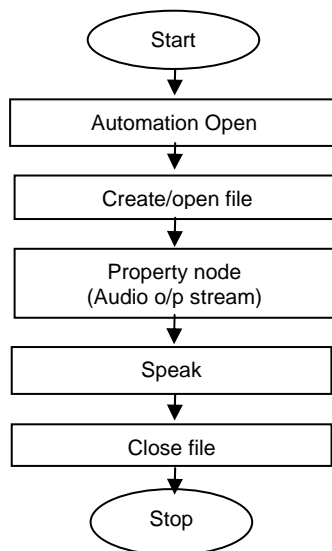 Start
Automation Open
Create/open file
Property node
(Audio o/p stream)
Speak
Close file
Stop